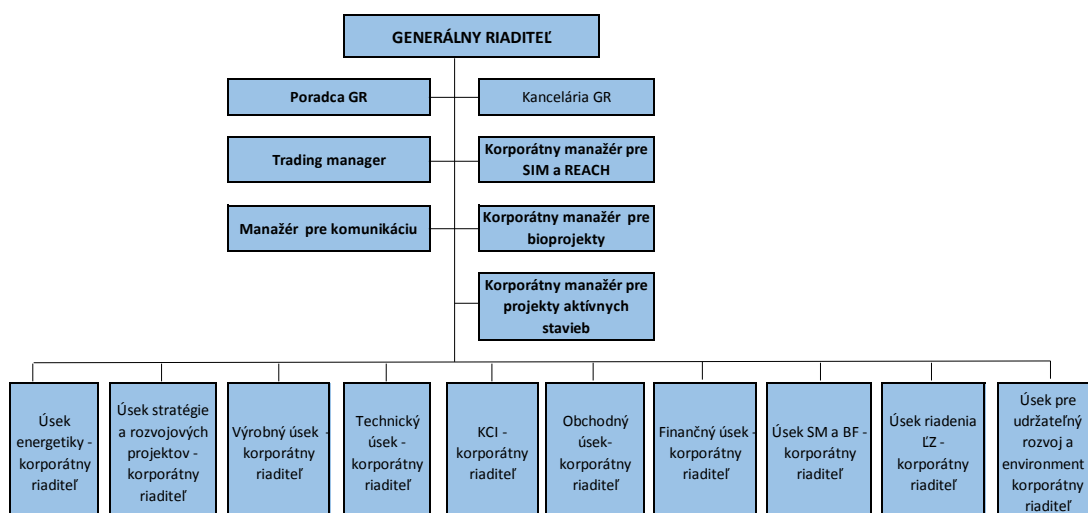 GENERÁLNY RIADITEĽ
Poradca GR
Kancelária GR
Trading manager
Korporátny manažér pre
SIM a REACH
Manažér pre komunikáciu
Korporátny manažér pre
bioprojekty
Korporátny manažér pre
projekty aktívnych
stavieb
Úsek
energetiky -
korporátny
riaditeľ
Úsek stratégie
a rozvojových
projektov -
korporátny
riaditeľ
Výrobný úsek -
korporátny
riaditeľ
Technický
úsek -
korporátny
riaditeľ
KCI -
korporátny
riaditeľ
Obchodný
úsek-
korporátny
riaditeľ
Finančný úsek -
korporátny
riaditeľ
Úsek SM a BF -
korporátny
riaditeľ
Úsek riadenia
ĽZ -
korporátny
riaditeľ
Úsek pre
udržateľný
rozvoj a
environment
korporátny
riaditeľ